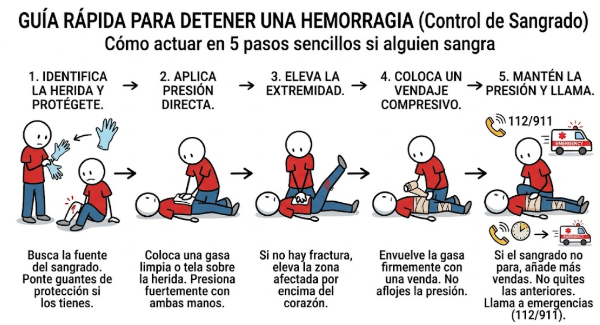 GUÍA RÁPIDA PARA DETENER UNA HEMORRAGIA (Control de Sangrado)
Cómo actuar en 5 pasos sencillos si alguien sangra
1. IDENTIFICA
LA HERIDA Y
PROTÉGETE.
2. APLICA
PRESIÓN
DIRECTA.
3. ELEVA LA
EXTREMIDAD.
4. COLOCA UN
VENDAJE
COMPRESIVO.
5. MANTÉN LA
PRESIÓN Y LLAMA.
112/911
EMERGENCY
Busca la fuente
del sangrado.
Ponte guantes de
protección si
los tienes.
Coloca una gasa
limpia o tela sobre
la herida. Presiona
fuertemente con
ambas manos.
Si no hay fractura,
eleva la zona
afectada por
encima del
corazón.
Envuelve la gasa
firmemente con
una venda. No
aflojes la presión.
Si el sangrado no
para, añade más
vendas. No quites
las anteriores.
Llama a emergencias
(112/911).